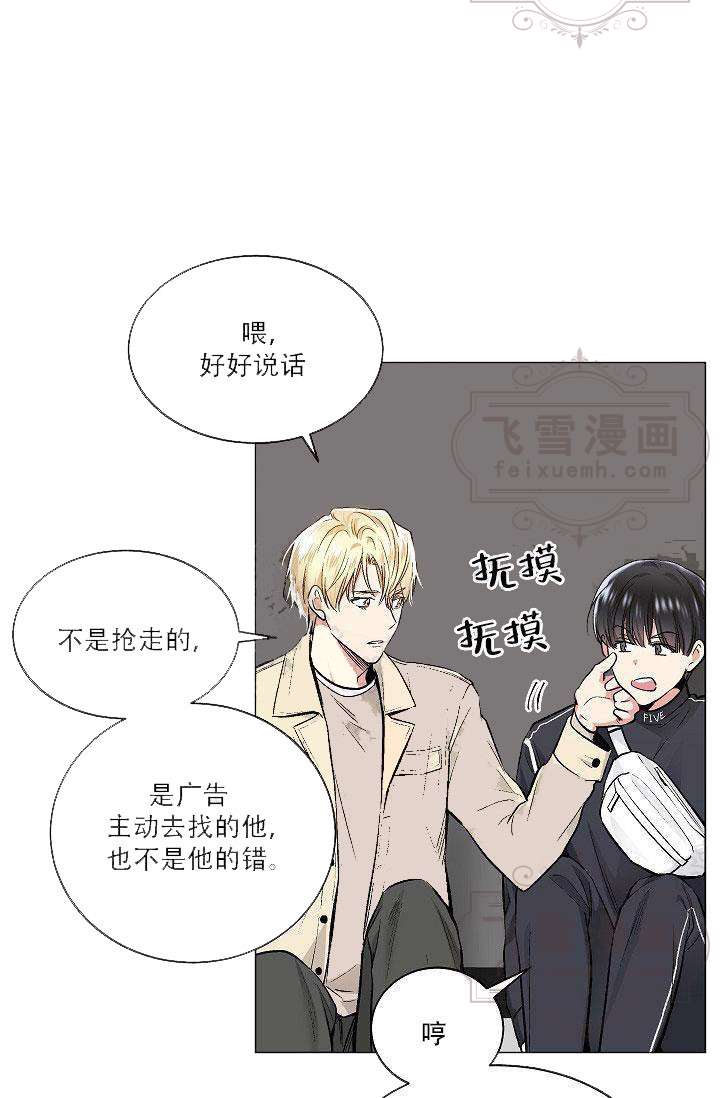 喂,
好好说话
飞雪漫画
feixuemh.com
抚摸
抚摸
不是抢走的,
FIVE
是广告
主动去找的他,
也不是他的错。
哼